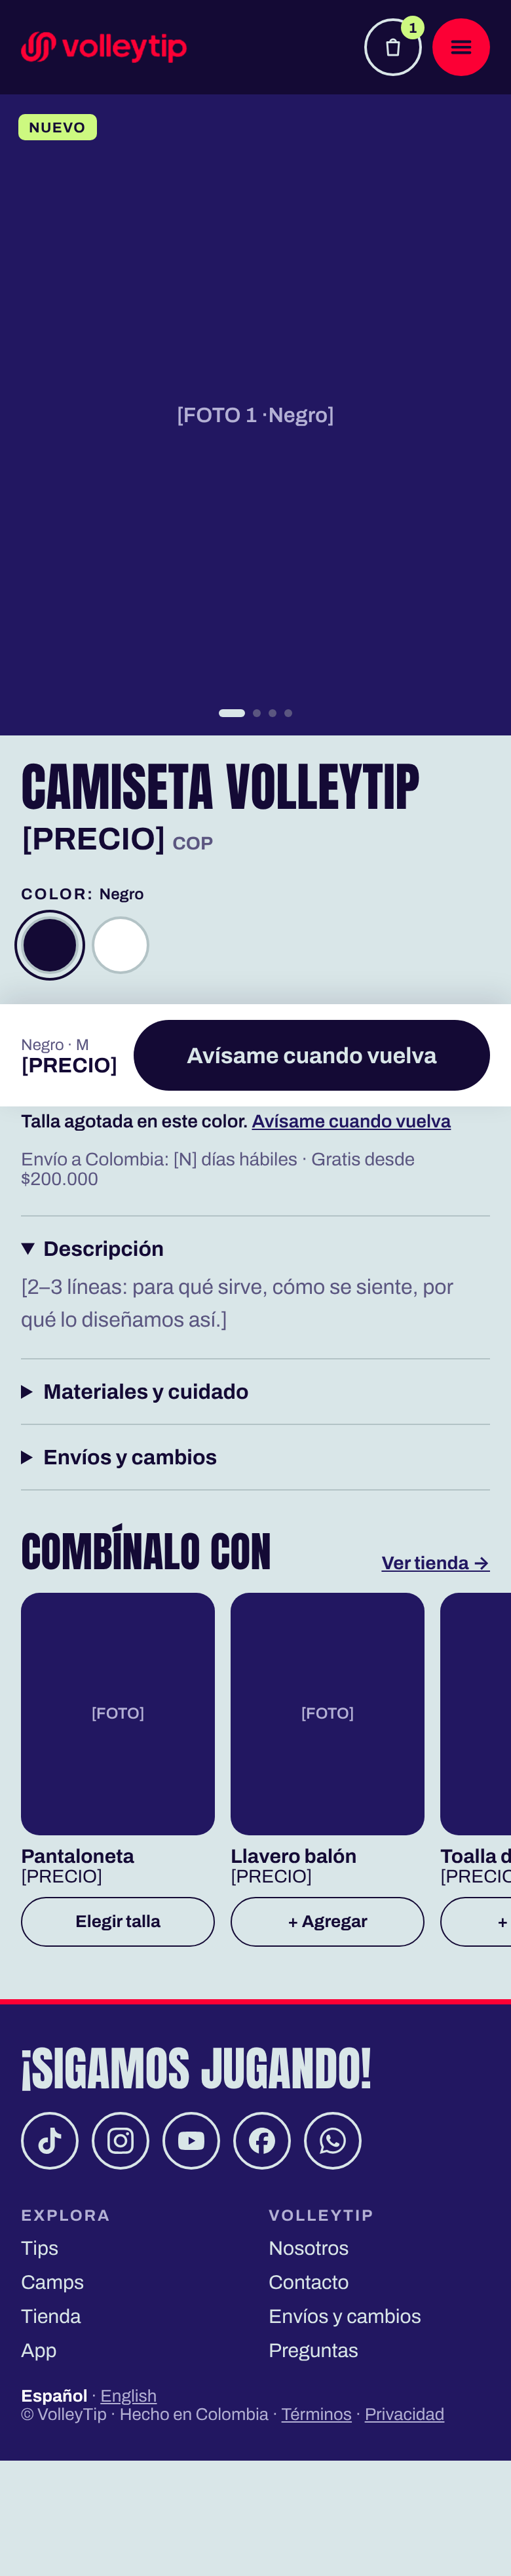 volleytip
1
NUEVO
[FOTO 1 ·Negro]
CAMISETA VOLLEYTIP
[PRECIO] COP
COLOR: Negro
Negro · M
[PRECIO]
Avísame cuando vuelva
Talla agotada en este color. Avísame cuando vuelva
Envío a Colombia: [N] días hábiles · Gratis desde
$200.000
Descripción
[2–3 líneas: para qué sirve, cómo se siente, por
qué lo diseñamos así.]
Materiales y cuidado
Envíos y cambios
COMBÍNALO CON
Ver tienda →
[FOTO]
[FOTO]
Pantaloneta
[PRECIO]
Elegir talla
Llavero balón
[PRECIO]
+ Agregar
Toalla d
[PRECIO
+
¡SIGAMOS JUGANDO!
EXPLORA
Tips
Camps
Tienda
App
VOLLEYTIP
Nosotros
Contacto
Envíos y cambios
Preguntas
Español · English
© VolleyTip · Hecho en Colombia · Términos · Privacidad